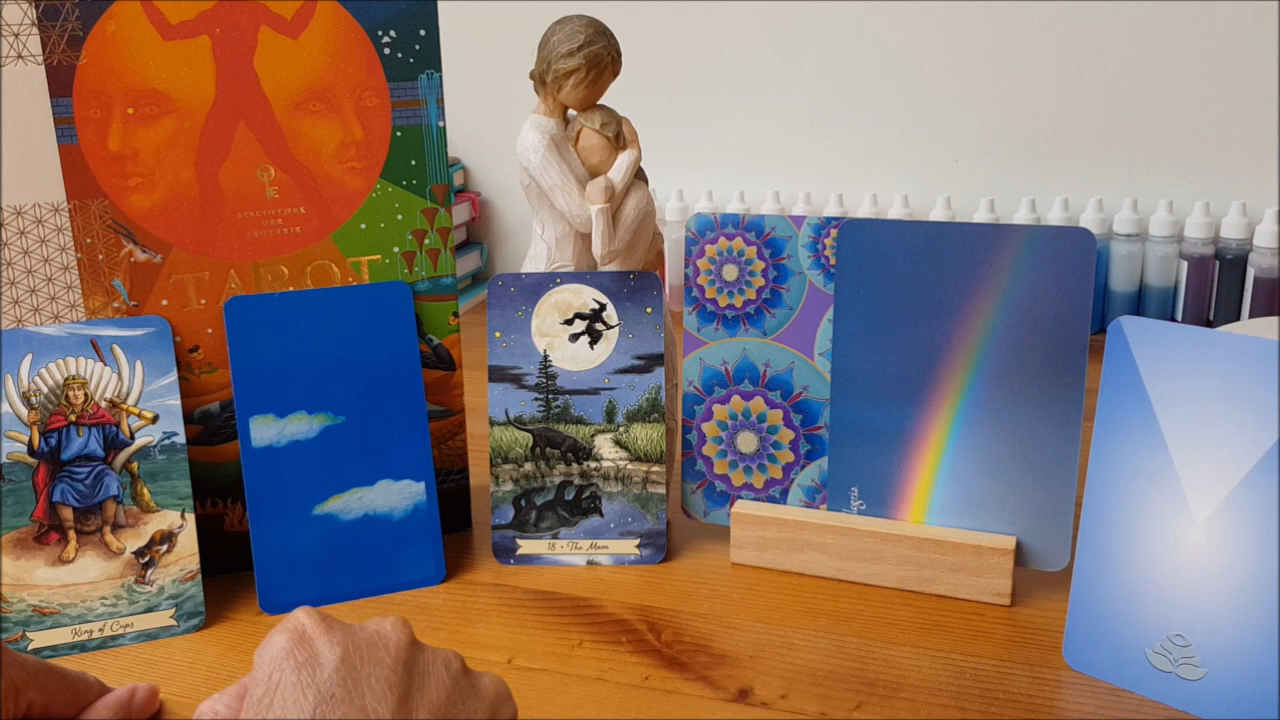 E
BIBLIOTHEK
DER
ESOTERIK
TAROT
King of Cups
18 • The Moon